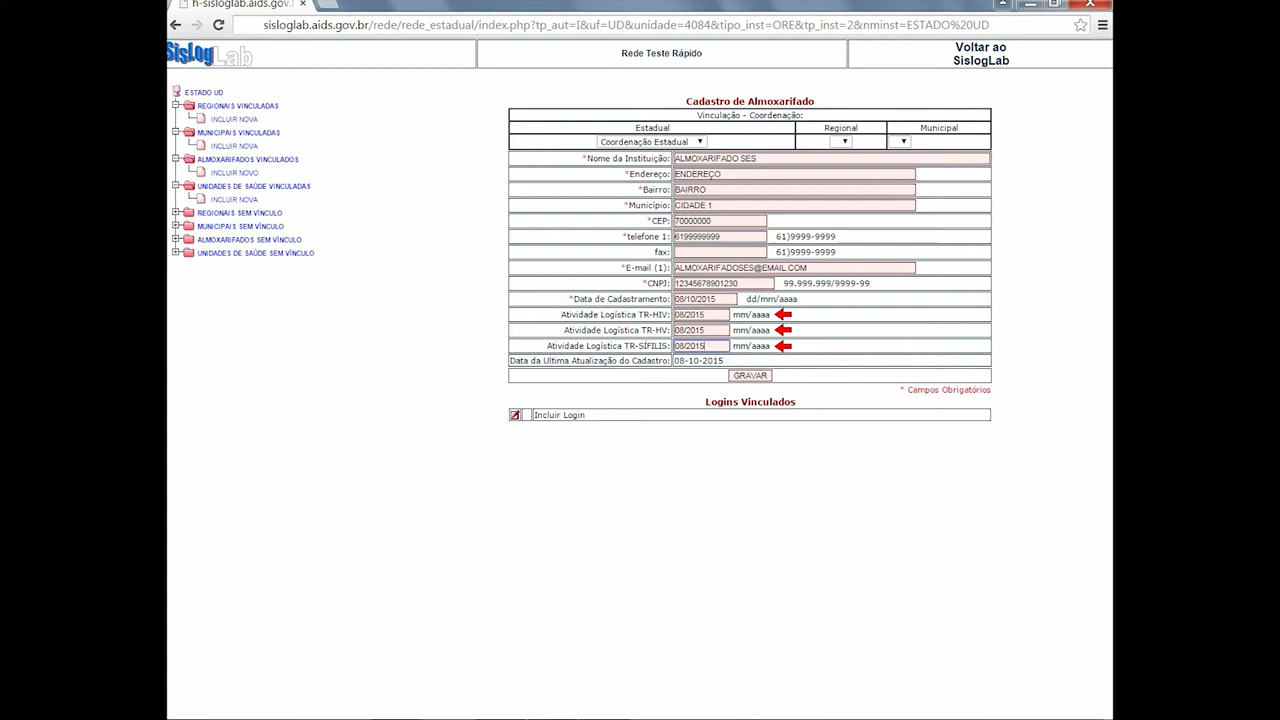 h-sisloglab.aids.gov.
sisloglab.aids.gov.br/rede/rede_estadual/index.php?tp_aut=I&uf=UD&unidade=4084&tipo_inst=ORE&tp_inst=2&nminst=ESTADO%20UD
SisLogLab
Rede Teste Rápido
Voltar ao
SislogLab
ESTADO UD
REGIONAIS VINCULADAS
INCLUIR NOVA
MUNICIPAIS VINCULADAS
INCLUIR NOVA
ALMOXARIFADOS VINCULADOS
INCLUIR NOVO
UNIDADES DE SAÚDE VINCULADAS
INCLUIR NOVA
REGIONAIS SEM VÍNCULO
MUNICIPAIS SEM VÍNCULO
ALMOXARIFADOS SEM VÍNCULO
UNIDADES DE SAÚDE SEM VÍNCULO
Cadastro de Almoxarifado
Vinculação - Coordenação:
Estadual Regional Municipal
Coordenação Estadual
*Nome da Instituição: ALMOXARIFADO SES
*Endereço: ENDEREÇO
*Bairro: BAIRRO
*Município: CIDADE 1
*CEP: 70000000
*telefone 1: 6199999999 61)9999-9999
fax: 61)9999-9999
*E-mail (1): ALMOXARIFADOSES@EMAIL.COM
*CNPJ: 12345678901230 99.999.999/9999-99
*Data de Cadastramento: 08/10/2015 dd/mm/aaaa
Atividade Logística TR-HIV: 08/2015 mm/aaaa
Atividade Logística TR-HV: 08/2015 mm/aaaa
Atividade Logística TR-SÍFILIS: 08/2015 mm/aaaa
Data da Ultima Atualização do Cadastro: 08-10-2015
GRAVAR
* Campos Obrigatórios
Logins Vinculados
Incluir Login